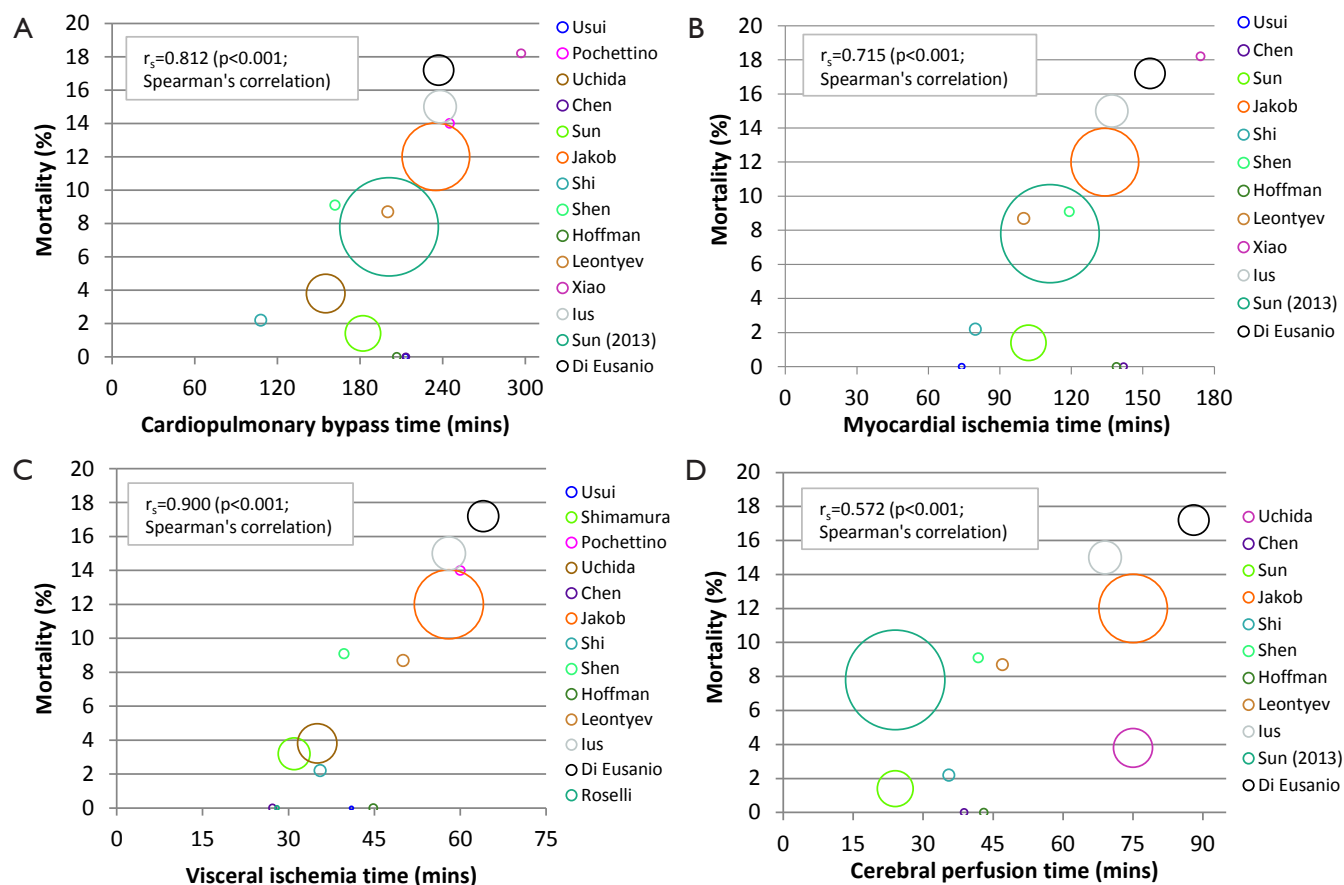 A
Mortality (%)
20
18
16
14
12
10
8
6
4
2
0
rs=0.812 (p<0.001;
Spearman's correlation)
0 60 120 180 240 300
Cardiopulmonary bypass time (mins)
Usui
Pochettino
Uchida
Chen
Sun
Jakob
Shi
Shen
Hoffman
Leontyev
Xiao
Ius
Sun (2013)
Di Eusanio
B
Mortality (%)
20
18
16
14
12
10
8
6
4
2
0
rs=0.715 (p<0.001;
Spearman's correlation)
0 30 60 90 120 150 180
Myocardial ischemia time (mins)
Usui
Chen
Sun
Jakob
Shi
Shen
Hoffman
Leontyev
Xiao
Ius
Sun (2013)
Di Eusanio
C
Mortality (%)
20
18
16
14
12
10
8
6
4
2
0
rs=0.900 (p<0.001;
Spearman's correlation)
0 15 30 45 60 75
Visceral ischemia time (mins)
Usui
Shimamura
Pochettino
Uchida
Chen
Jakob
Shi
Shen
Hoffman
Leontyev
Ius
Di Eusanio
Roselli
D
Mortality (%)
20
18
16
14
12
10
8
6
4
2
0
rs=0.572 (p<0.001;
Spearman's correlation)
0 15 30 45 60 75 90
Cerebral perfusion time (mins)
Uchida
Chen
Sun
Jakob
Shi
Shen
Hoffman
Leontyev
Ius
Sun (2013)
Di Eusanio